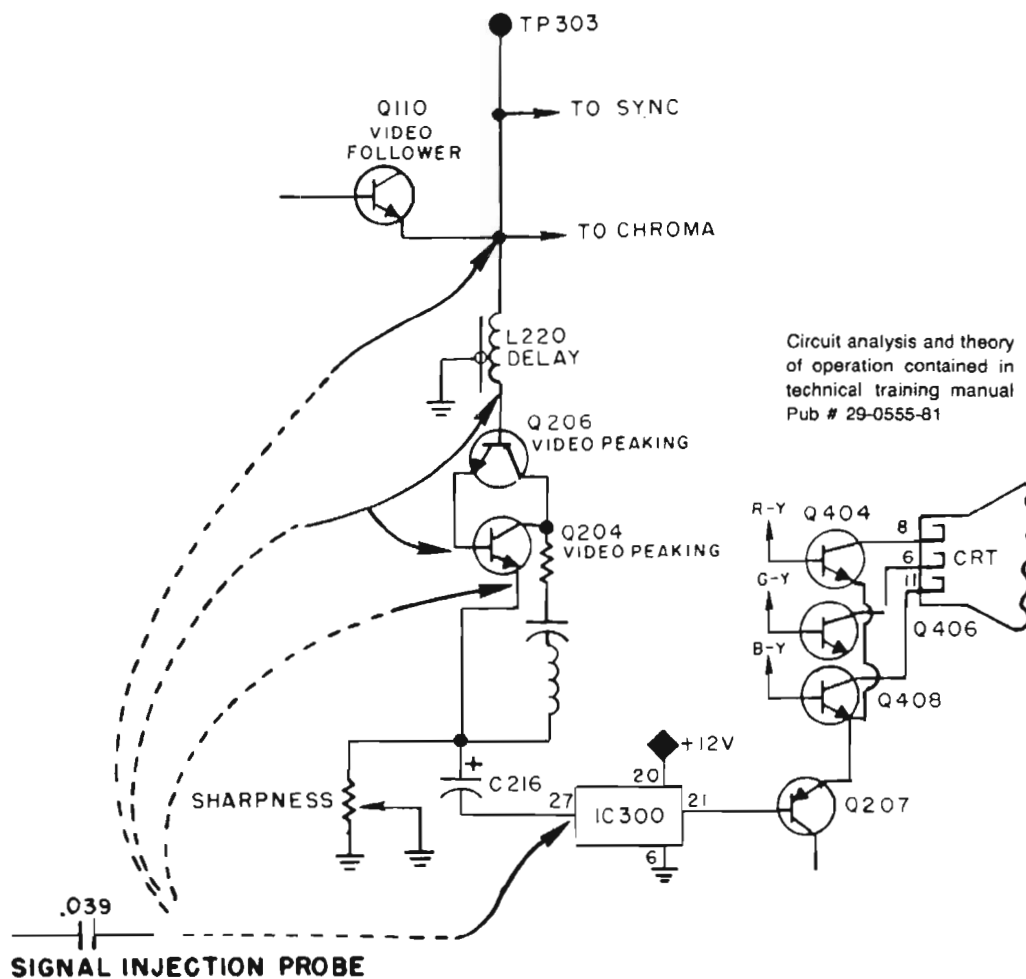 TP303
TO SYNC
Q110
VIDEO
FOLLOWER
TO CHROMA
L220
DELAY
Circuit analysis and theory
of operation contained in
technical training manual
Pub # 29-0555-81
Q206
VIDEO PEAKING
Q204
VIDEO PEAKING
R-Y
Q404
8
G-Y
6
CRT
11
Q406
B-Y
Q408
+12V
+
C216
20
SHARPNESS
27
IC300
21
Q207
6
.039
SIGNAL INJECTION PROBE